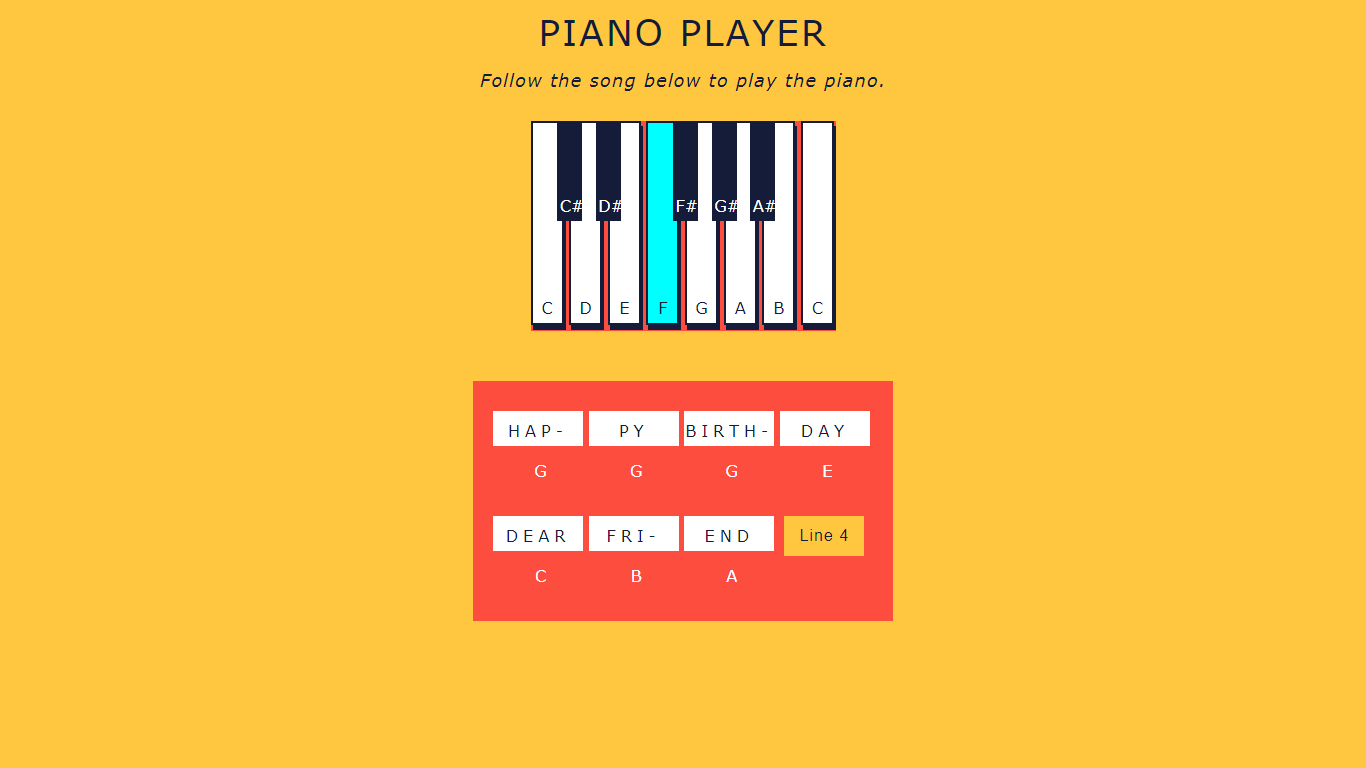 PIANO PLAYER
Follow the song below to play the piano.
C# D# F# G# A#
C D E F G A B C
HAP- PY BIRTH- DAY
G G G E
DEAR FRI- END Line 4
C B A